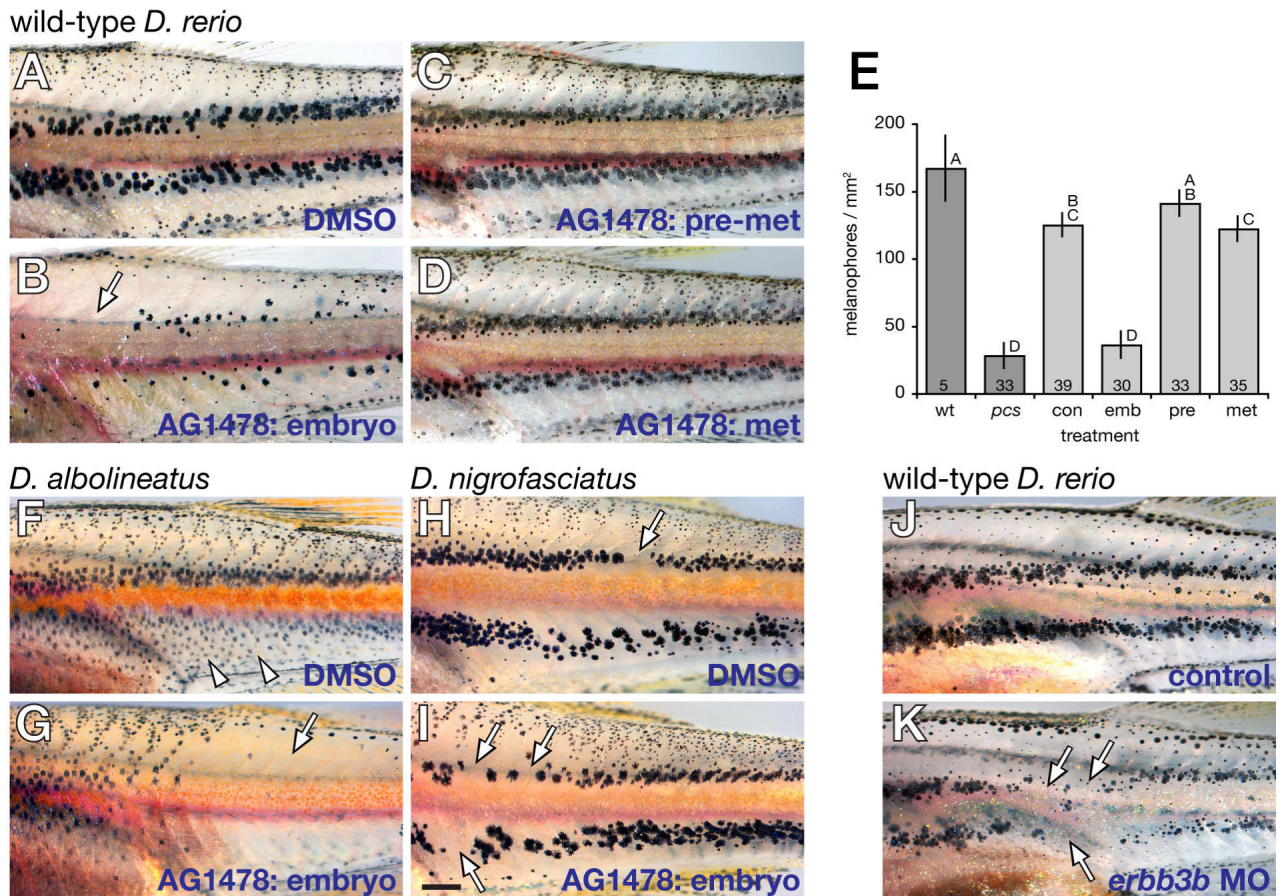 wild-type D. rerio
A
DMSO
C
AG1478: pre-met
B
AG1478: embryo
D
AG1478: met
E
melanophores / mm²
200
150
100
50
0
A
D
B
C
D
A
B
C
5
33
39
30
33
35
wt
pcs
con
emb
pre
met
treatment
D. albolineatus
D. nigrofasciatus
wild-type D. rerio
F
DMSO
H
DMSO
J
control
G
AG1478: embryo
I
AG1478: embryo
K
erbb3b MO